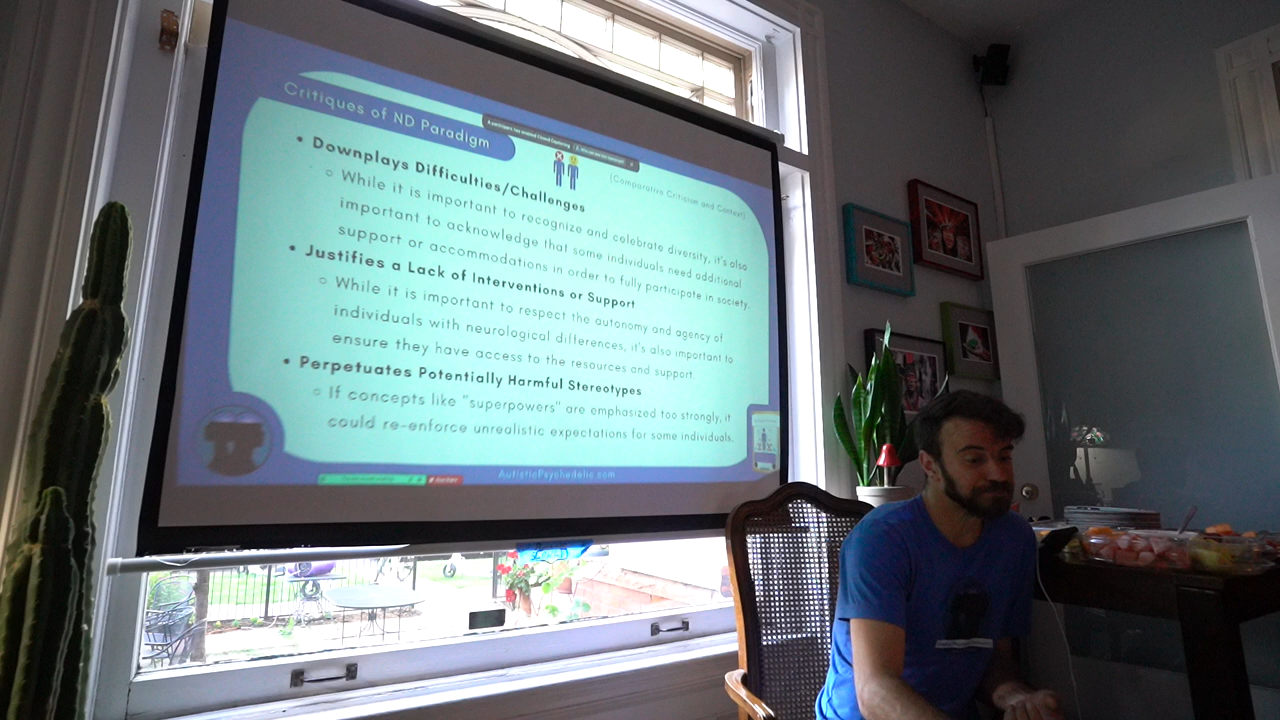 Critiques of ND Paradigm
(Comparative Criticism and Context)
• Downplays Difficulties/Challenges
○ While it is important to recognize and celebrate diversity, it's also
important to acknowledge that some individuals need additional
support or accommodations in order to fully participate in society.
• Justifies a Lack of Interventions or Support
○ While it is important to respect the autonomy and agency of
individuals with neurological differences, it's also important to
ensure they have access to the resources and support.
• Perpetuates Potentially Harmful Stereotypes
○ If concepts like "superpowers" are emphasized too strongly, it
could re-enforce unrealistic expectations for some individuals.
AutisticPsychedelic.com